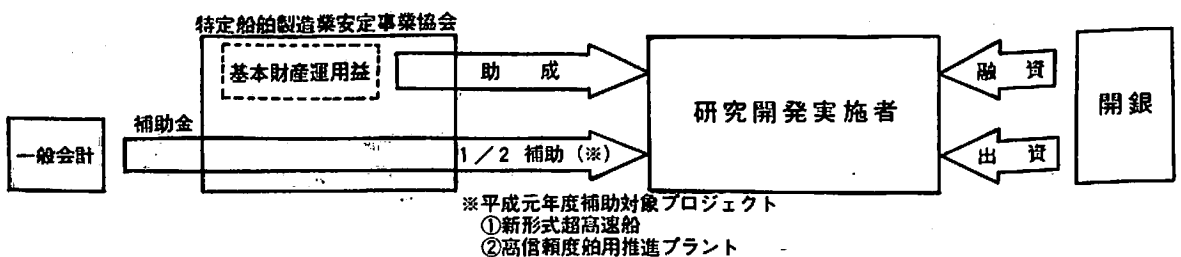 特定船舶製造業安定事業協会
基本財産運用益
助成
融資
研究開発実施者
開銀
補助金
一般会計
1/2 補助(※)
出資
※平成元年度補助対象プロジェクト
①新形式超高速船
②高信頼度舶用推進プラント